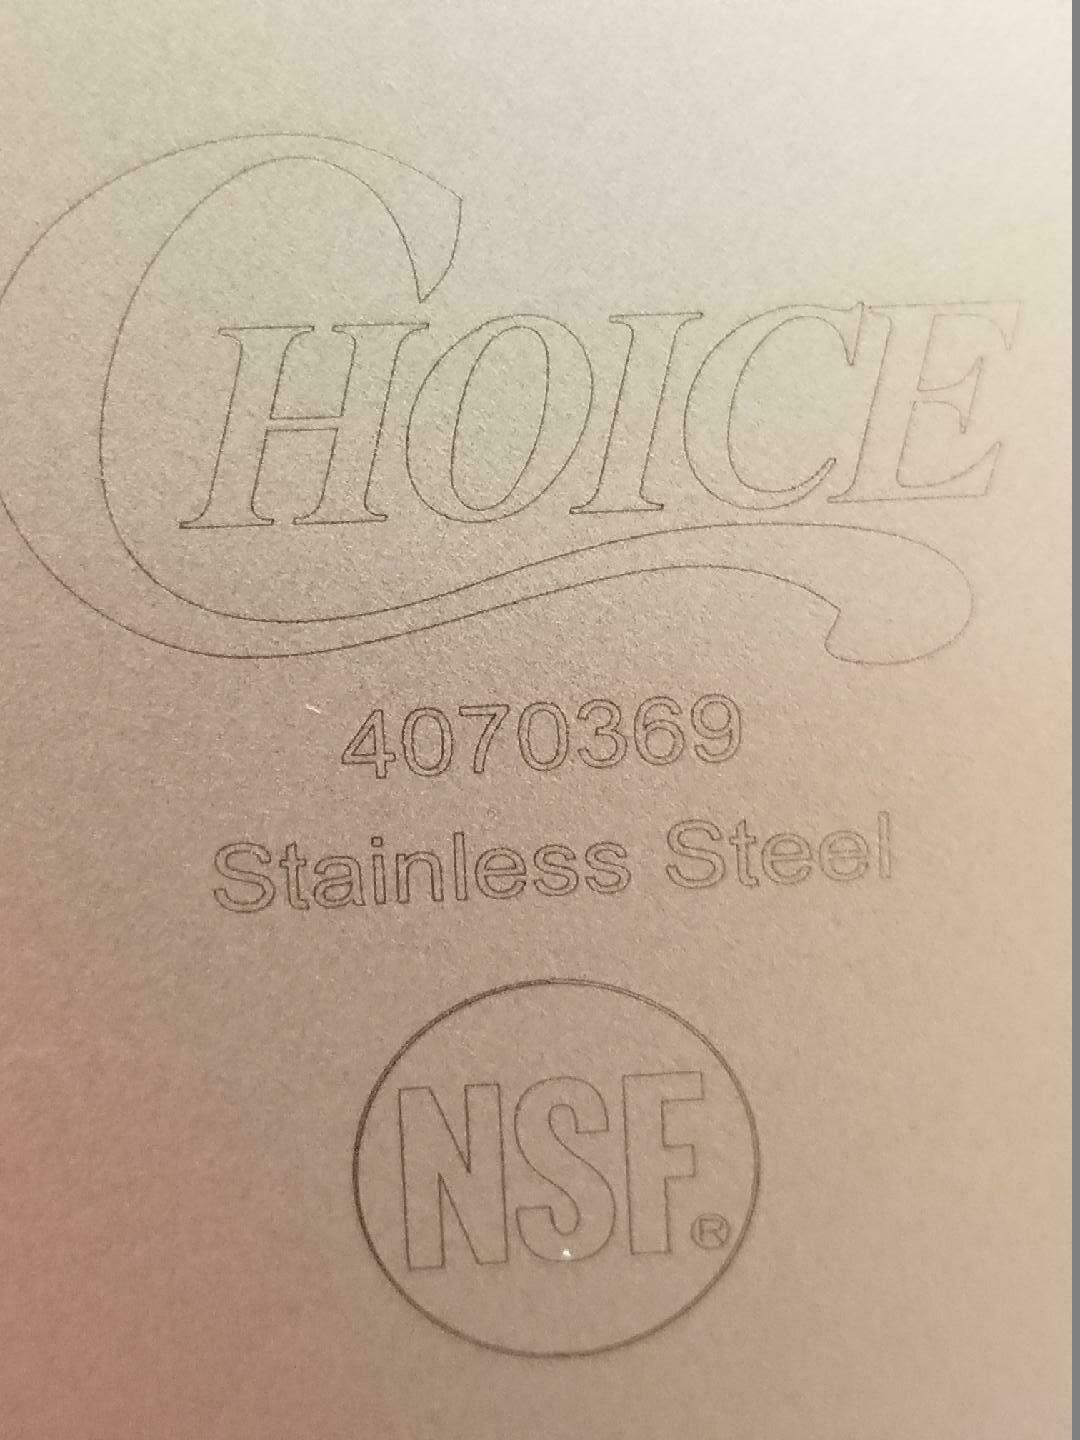 CHOICE
4070369
Stainless Steel
NSF®